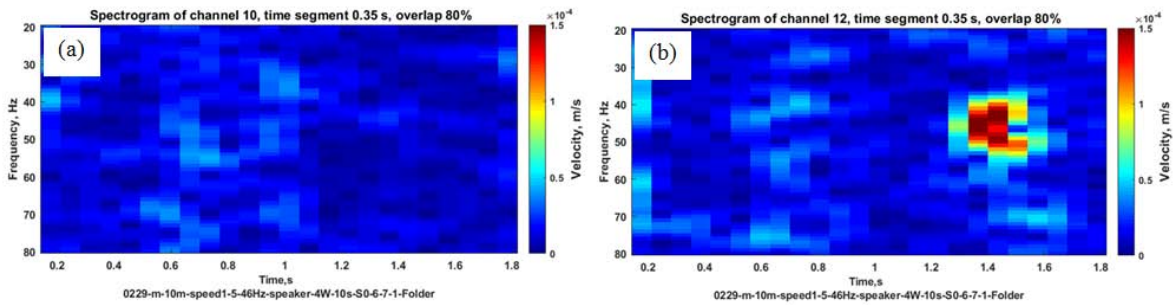 Spectrogram of channel 10, time segment 0.35 s, overlap 80%
(a)
20
30
40
50
60
70
80
Frequency, Hz
0.2 0.4 0.6 0.8 1 1.2 1.4 1.6 1.8
Time,s
0229-m-10m-speed1-5-46Hz-speaker-4W-10s-S0-6-7-1-Folder
×10⁻⁴
1.5
1
0.5
0
Velocity, m/s
Spectrogram of channel 12, time segment 0.35 s, overlap 80%
(b)
20
30
40
50
60
70
80
Frequency, Hz
0.2 0.4 0.6 0.8 1 1.2 1.4 1.6 1.8
Time,s
0229-m-10m-speed1-5-46Hz-speaker-4W-10s-S0-6-7-1-Folder
×10⁻⁴
1.5
1
0.5
0
Velocity, m/s